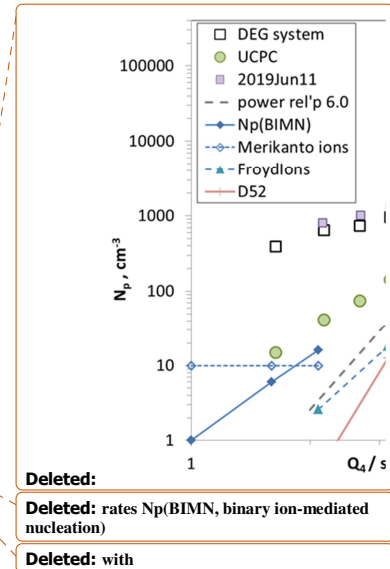 DEG system
UCPC
2019Jun11
power rel'p 6.0
Np(BIMN)
Merikanto ions
FroydIons
D52
100000
10000
1000
100
10
1
Np , cm-3
1
Q4/ s
Deleted:
Deleted: rates Np(BIMN, binary ion-mediated
nucleation)
Deleted: with